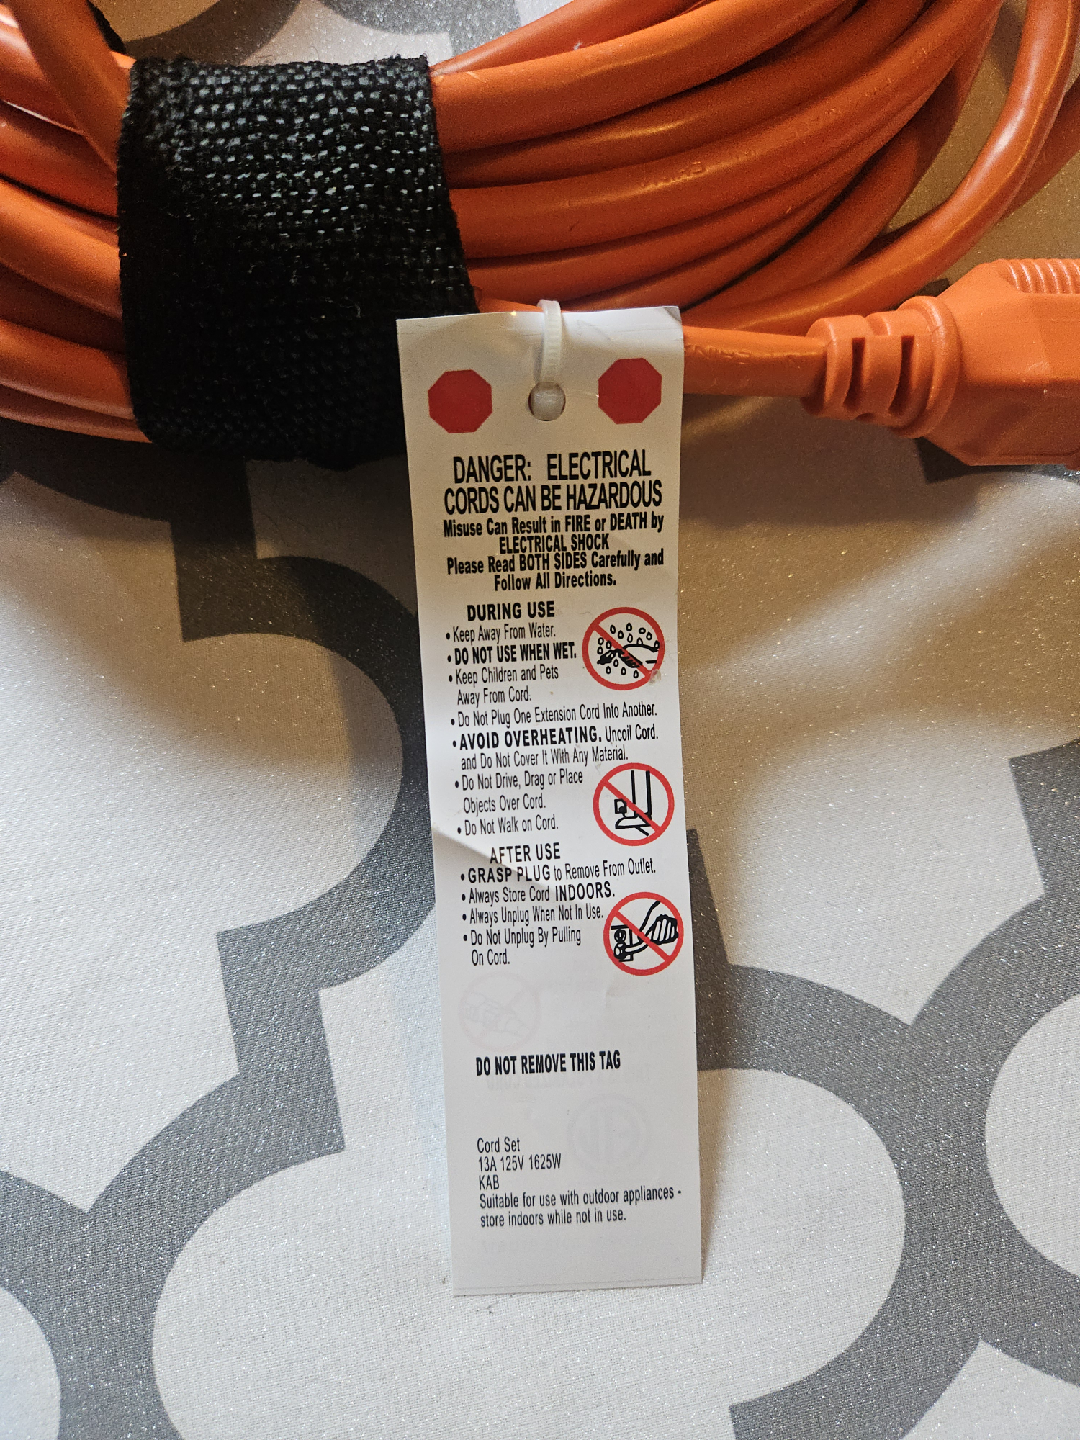 DANGER: ELECTRICAL
CORDS CAN BE HAZARDOUS
Misuse Can Result in FIRE or DEATH by
ELECTRICAL SHOCK
Please Read BOTH SIDES Carefully and
Follow All Directions.
DURING USE
• Keep Away From Water.
• DO NOT USE WHEN WET.
• Keep Children and Pets
Away From Cord.
• Do Not Plug One Extension Cord Into Another.
• AVOID OVERHEATING. Uncoil Cord.
and Do Not Cover It With Any Material.
• Do Not Drive, Drag or Place
Objects Over Cord.
• Do Not Walk on Cord.
AFTER USE
• GRASP PLUG to Remove From Outlet.
• Always Store Cord INDOORS.
• Always Unplug When Not In Use.
• Do Not Unplug By Pulling
On Cord.
DO NOT REMOVE THIS TAG
Cord Set
13A 125V 1625W
KAB
Suitable for use with outdoor appliances -
store indoors while not in use.